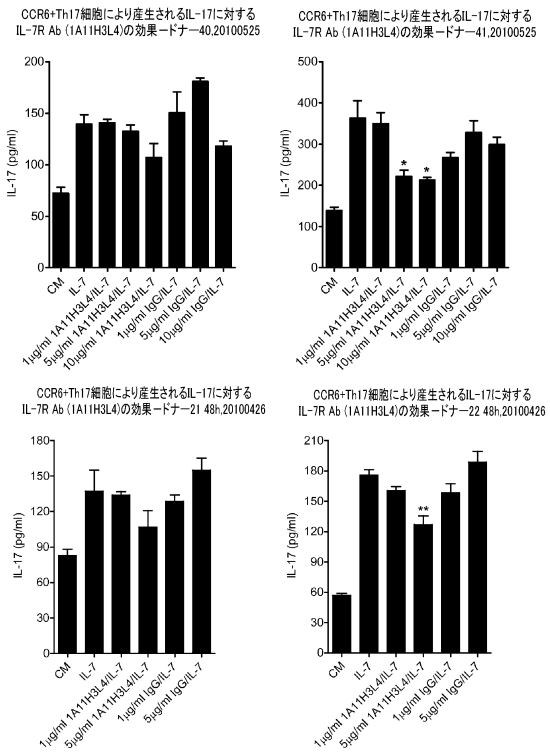 CCR6+Th17細胞により産生されるIL-17に対する
IL-7R Ab (1A11H3L4)の効果ードナー40,20100525
IL-17 (pg/ml)
200
150
100
50
0
CM
IL-7
1μg/ml 1A11H3L4/IL-7
5μg/ml 1A11H3L4/IL-7
10μg/ml 1A11H3L4/IL-7
1μg/ml IgG/IL-7
5μg/ml IgG/IL-7
10μg/ml IgG/IL-7
CCR6+Th17細胞により産生されるIL-17に対する
IL-7R Ab (1A11H3L4)の効果ードナー41,20100525
IL-17 (pg/ml)
500
400
300
200
100
0
*
*
CM
IL-7
1μg/ml 1A11H3L4/IL-7
5μg/ml 1A11H3L4/IL-7
10μg/ml 1A11H3L4/IL-7
1μg/ml IgG/IL-7
5μg/ml IgG/IL-7
10μg/ml IgG/IL-7
CCR6+Th17細胞により産生されるIL-17に対する
IL-7R Ab (1A11H3L4)の効果ードナー21 48h,20100426
IL-17 (pg/ml)
180
150
120
90
60
30
0
CM
IL-7
1μg/ml 1A11H3L4/IL-7
5μg/ml 1A11H3L4/IL-7
1μg/ml IgG/IL-7
5μg/ml IgG/IL-7
CCR6+Th17細胞により産生されるIL-17に対する
IL-7R Ab (1A11H3L4)の効果ードナー22 48h,20100426
IL-17 (pg/ml)
210
180
150
120
90
60
30
0
**
CM
IL-7
1μg/ml 1A11H3L4/IL-7
5μg/ml 1A11H3L4/IL-7
1μg/ml IgG/IL-7
5μg/ml IgG/IL-7